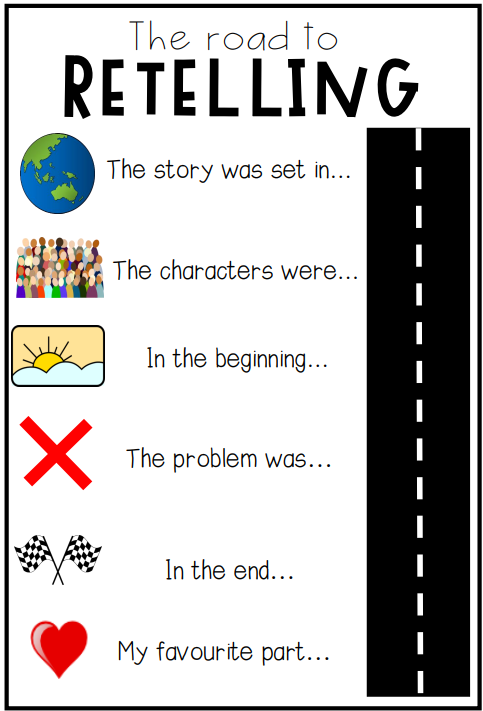 The road to
RETELLING
The story was set in...
The characters were...
In the beginning...
The problem was...
In the end...
My favourite part...